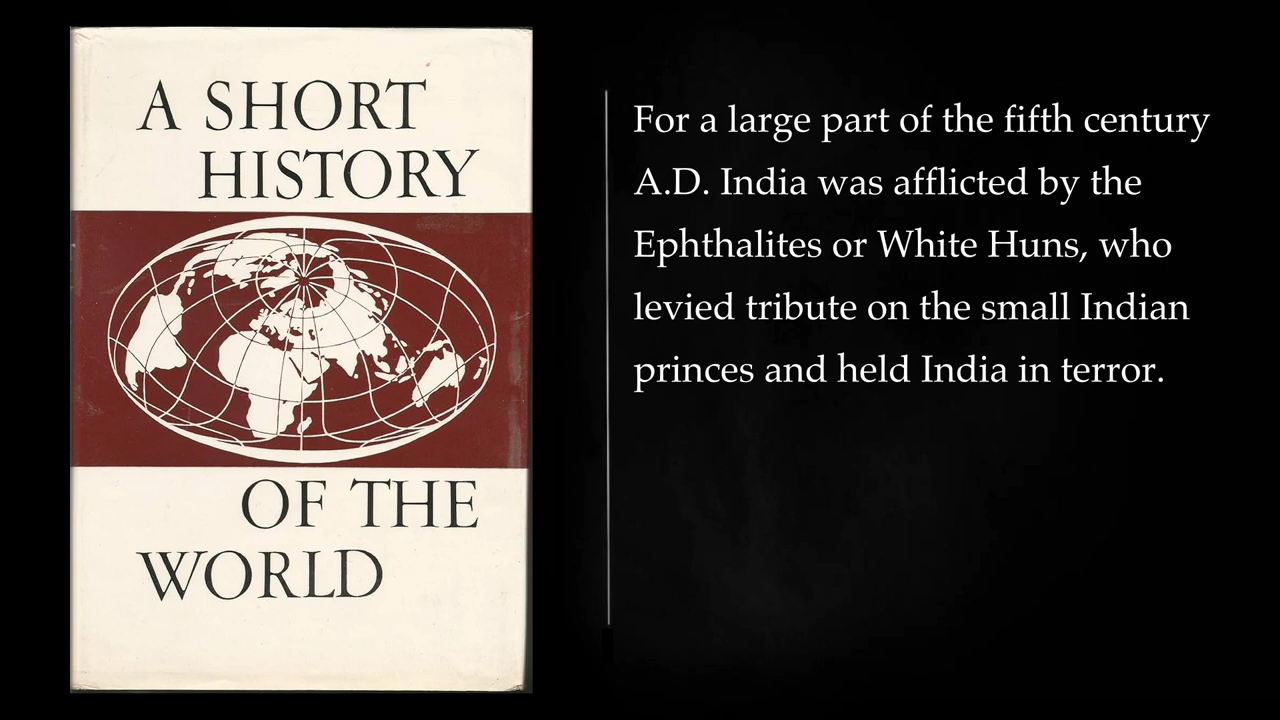 A SHORT
HISTORY
OF THE
WORLD
For a large part of the fifth century
A.D. India was afflicted by the
Ephthalites or White Huns, who
levied tribute on the small Indian
princes and held India in terror.